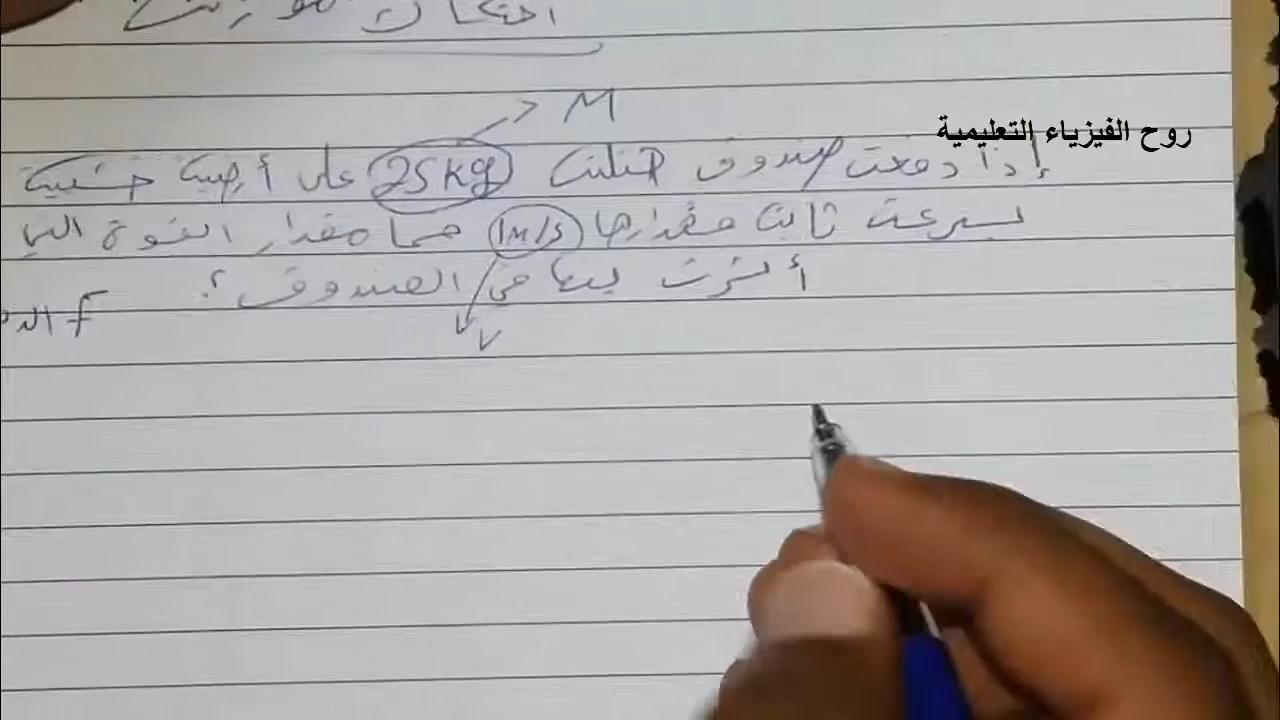 M
روح الفيزياء التعليمية
إذا دفعت صندوق كتلته 25kg على أرضية خشبية
بسرعة ثابتة مقدارها 1M/s فما مقدار القوة التي
أثرت بها في الصندوق؟
f
V